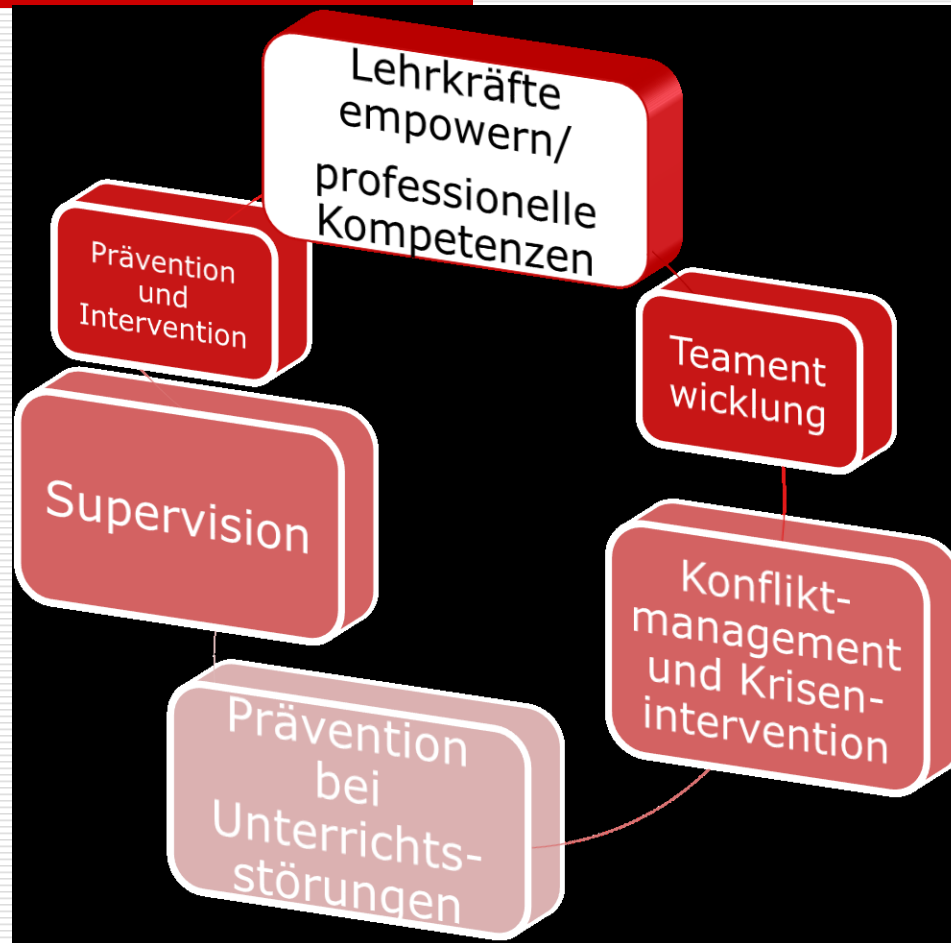 Lehrkräfte
empowern/
professionelle
Kompetenzen
Teament
wicklung
Konflikt-
management
und Krisen-
intervention
Prävention
bei
Unterrichts-
störungen
Supervision
Prävention
und
Intervention